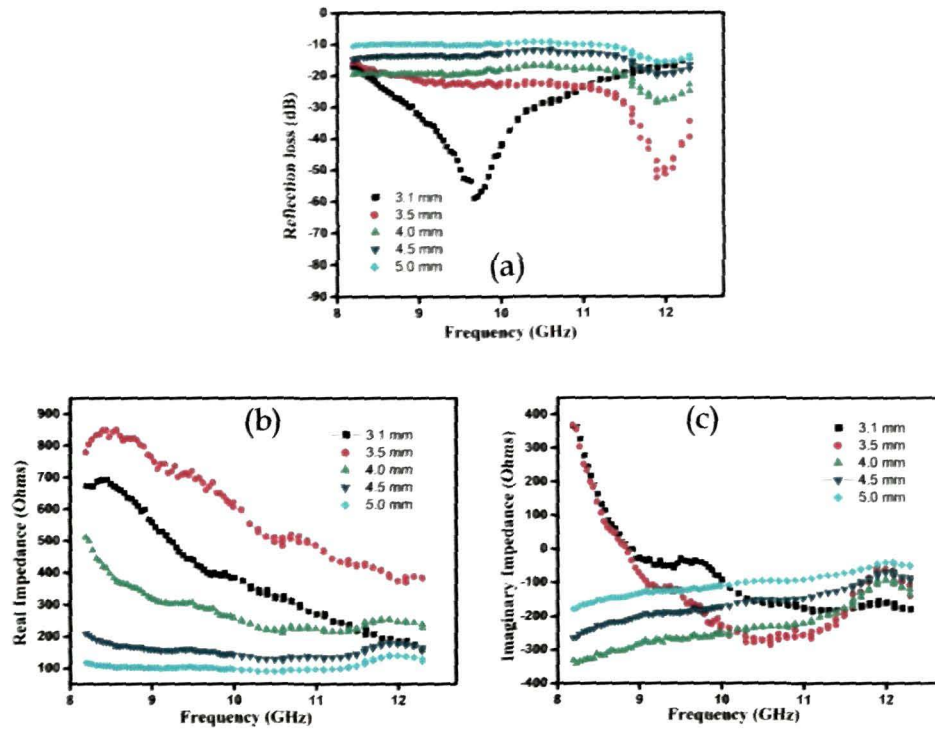 0
-10
-20
-30
-40
-50
-60
-70
-80
-90
Reflection loss (dB)
3.1 mm
3.5 mm
4.0 mm
4.5 mm
5.0 mm
(a)
8 9 10 11 12
Frequency (GHz)
900
800
700
600
500
400
300
200
100
Real Impedance (Ohms)
(b)
3.1 mm
3.5 mm
4.0 mm
4.5 mm
5.0 mm
8 9 10 11 12
Frequency (GHz)
400
300
200
100
0
-100
-200
-300
-400
Imaginary Impedance (Ohms)
(c)
3.1 mm
3.5 mm
4.0 mm
4.5 mm
5.0 mm
8 9 10 11 12
Frequency (GHz)